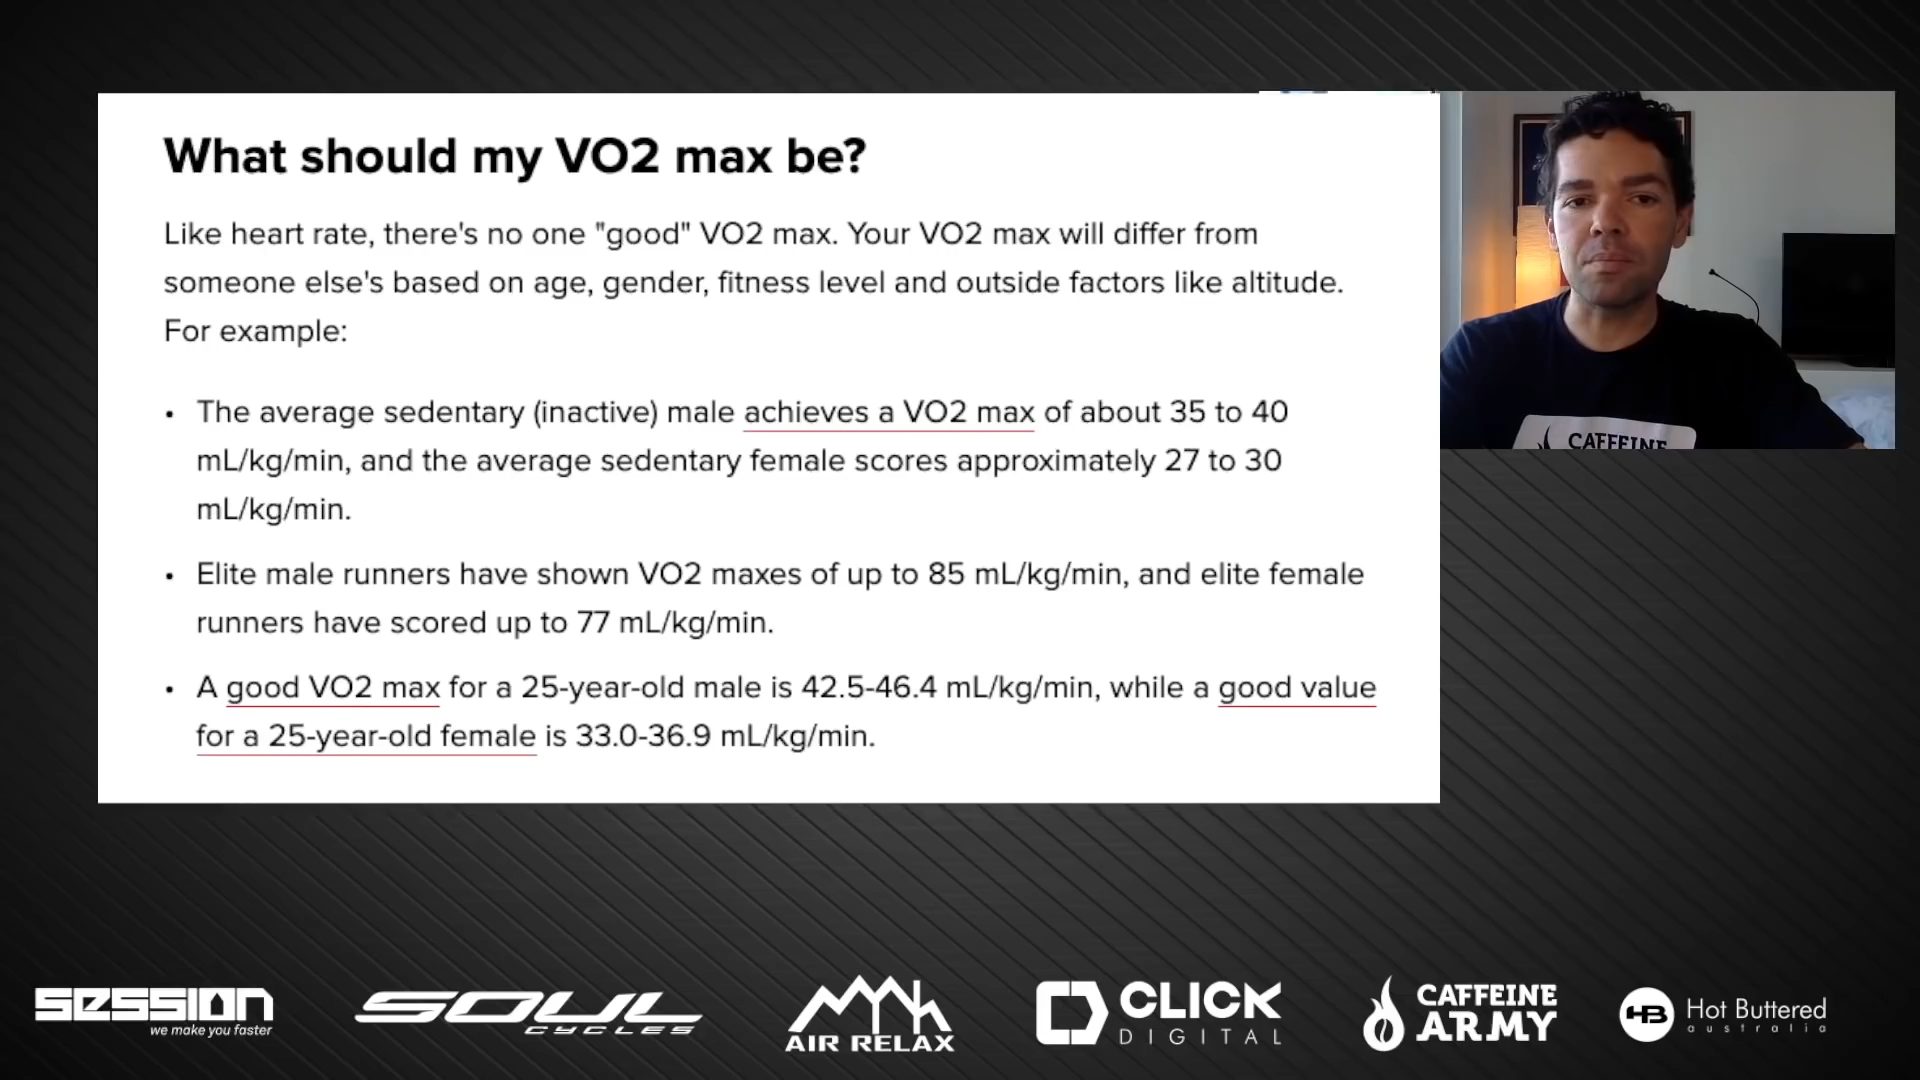 What should my VO2 max be?
Like heart rate, there's no one "good" VO2 max. Your VO2 max will differ from
someone else's based on age, gender, fitness level and outside factors like altitude.
For example:
• The average sedentary (inactive) male achieves a VO2 max of about 35 to 40
mL/kg/min, and the average sedentary female scores approximately 27 to 30
mL/kg/min.
• Elite male runners have shown VO2 maxes of up to 85 mL/kg/min, and elite female
runners have scored up to 77 mL/kg/min.
• A good VO2 max for a 25-year-old male is 42.5-46.4 mL/kg/min, while a good value
for a 25-year-old female is 33.0-36.9 mL/kg/min.
CAFFEINE
session
we make you faster
SOUL
CYCLES
AIR RELAX
CLICK
DIGITAL
CAFFEINE
ARMY
HB
Hot Buttered
australia